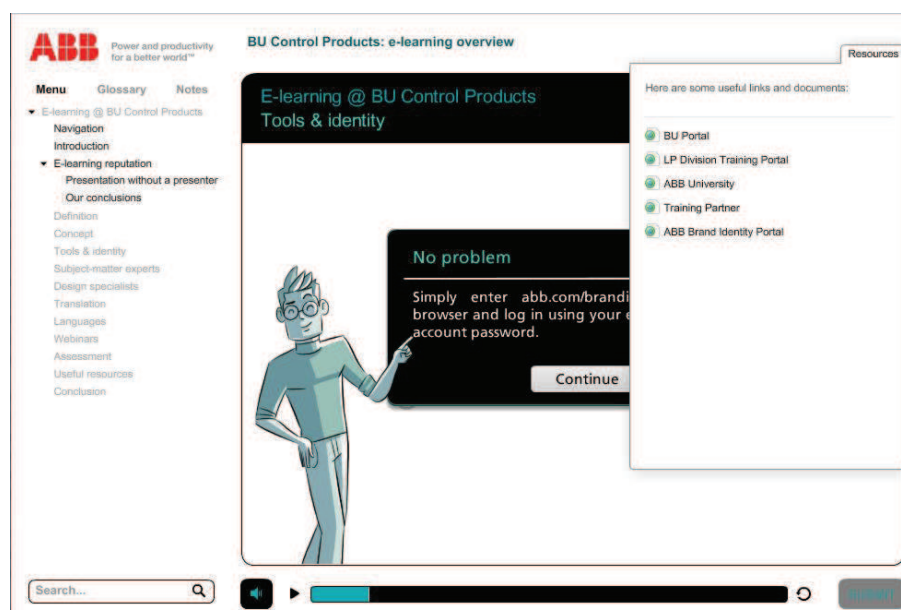 ABB
Power and productivity
for a better world™
BU Control Products: e-learning overview
Resources
Menu Glossary Notes
E-learning @ BU Control Products
Navigation
Introduction
E-learning reputation
Presentation without a presenter
Our conclusions
Definition
Concept
Tools & identity
Subject-matter experts
Design specialists
Translation
Languages
Webinars
Assessment
Useful resources
Conclusion
E-learning @ BU Control Products
Tools & identity
No problem
Simply enter abb.com/brandi
browser and log in using your e
account password.
Continue
Here are some useful links and documents:
BU Portal
LP Division Training Portal
ABB University
Training Partner
ABB Brand Identity Portal
Search...